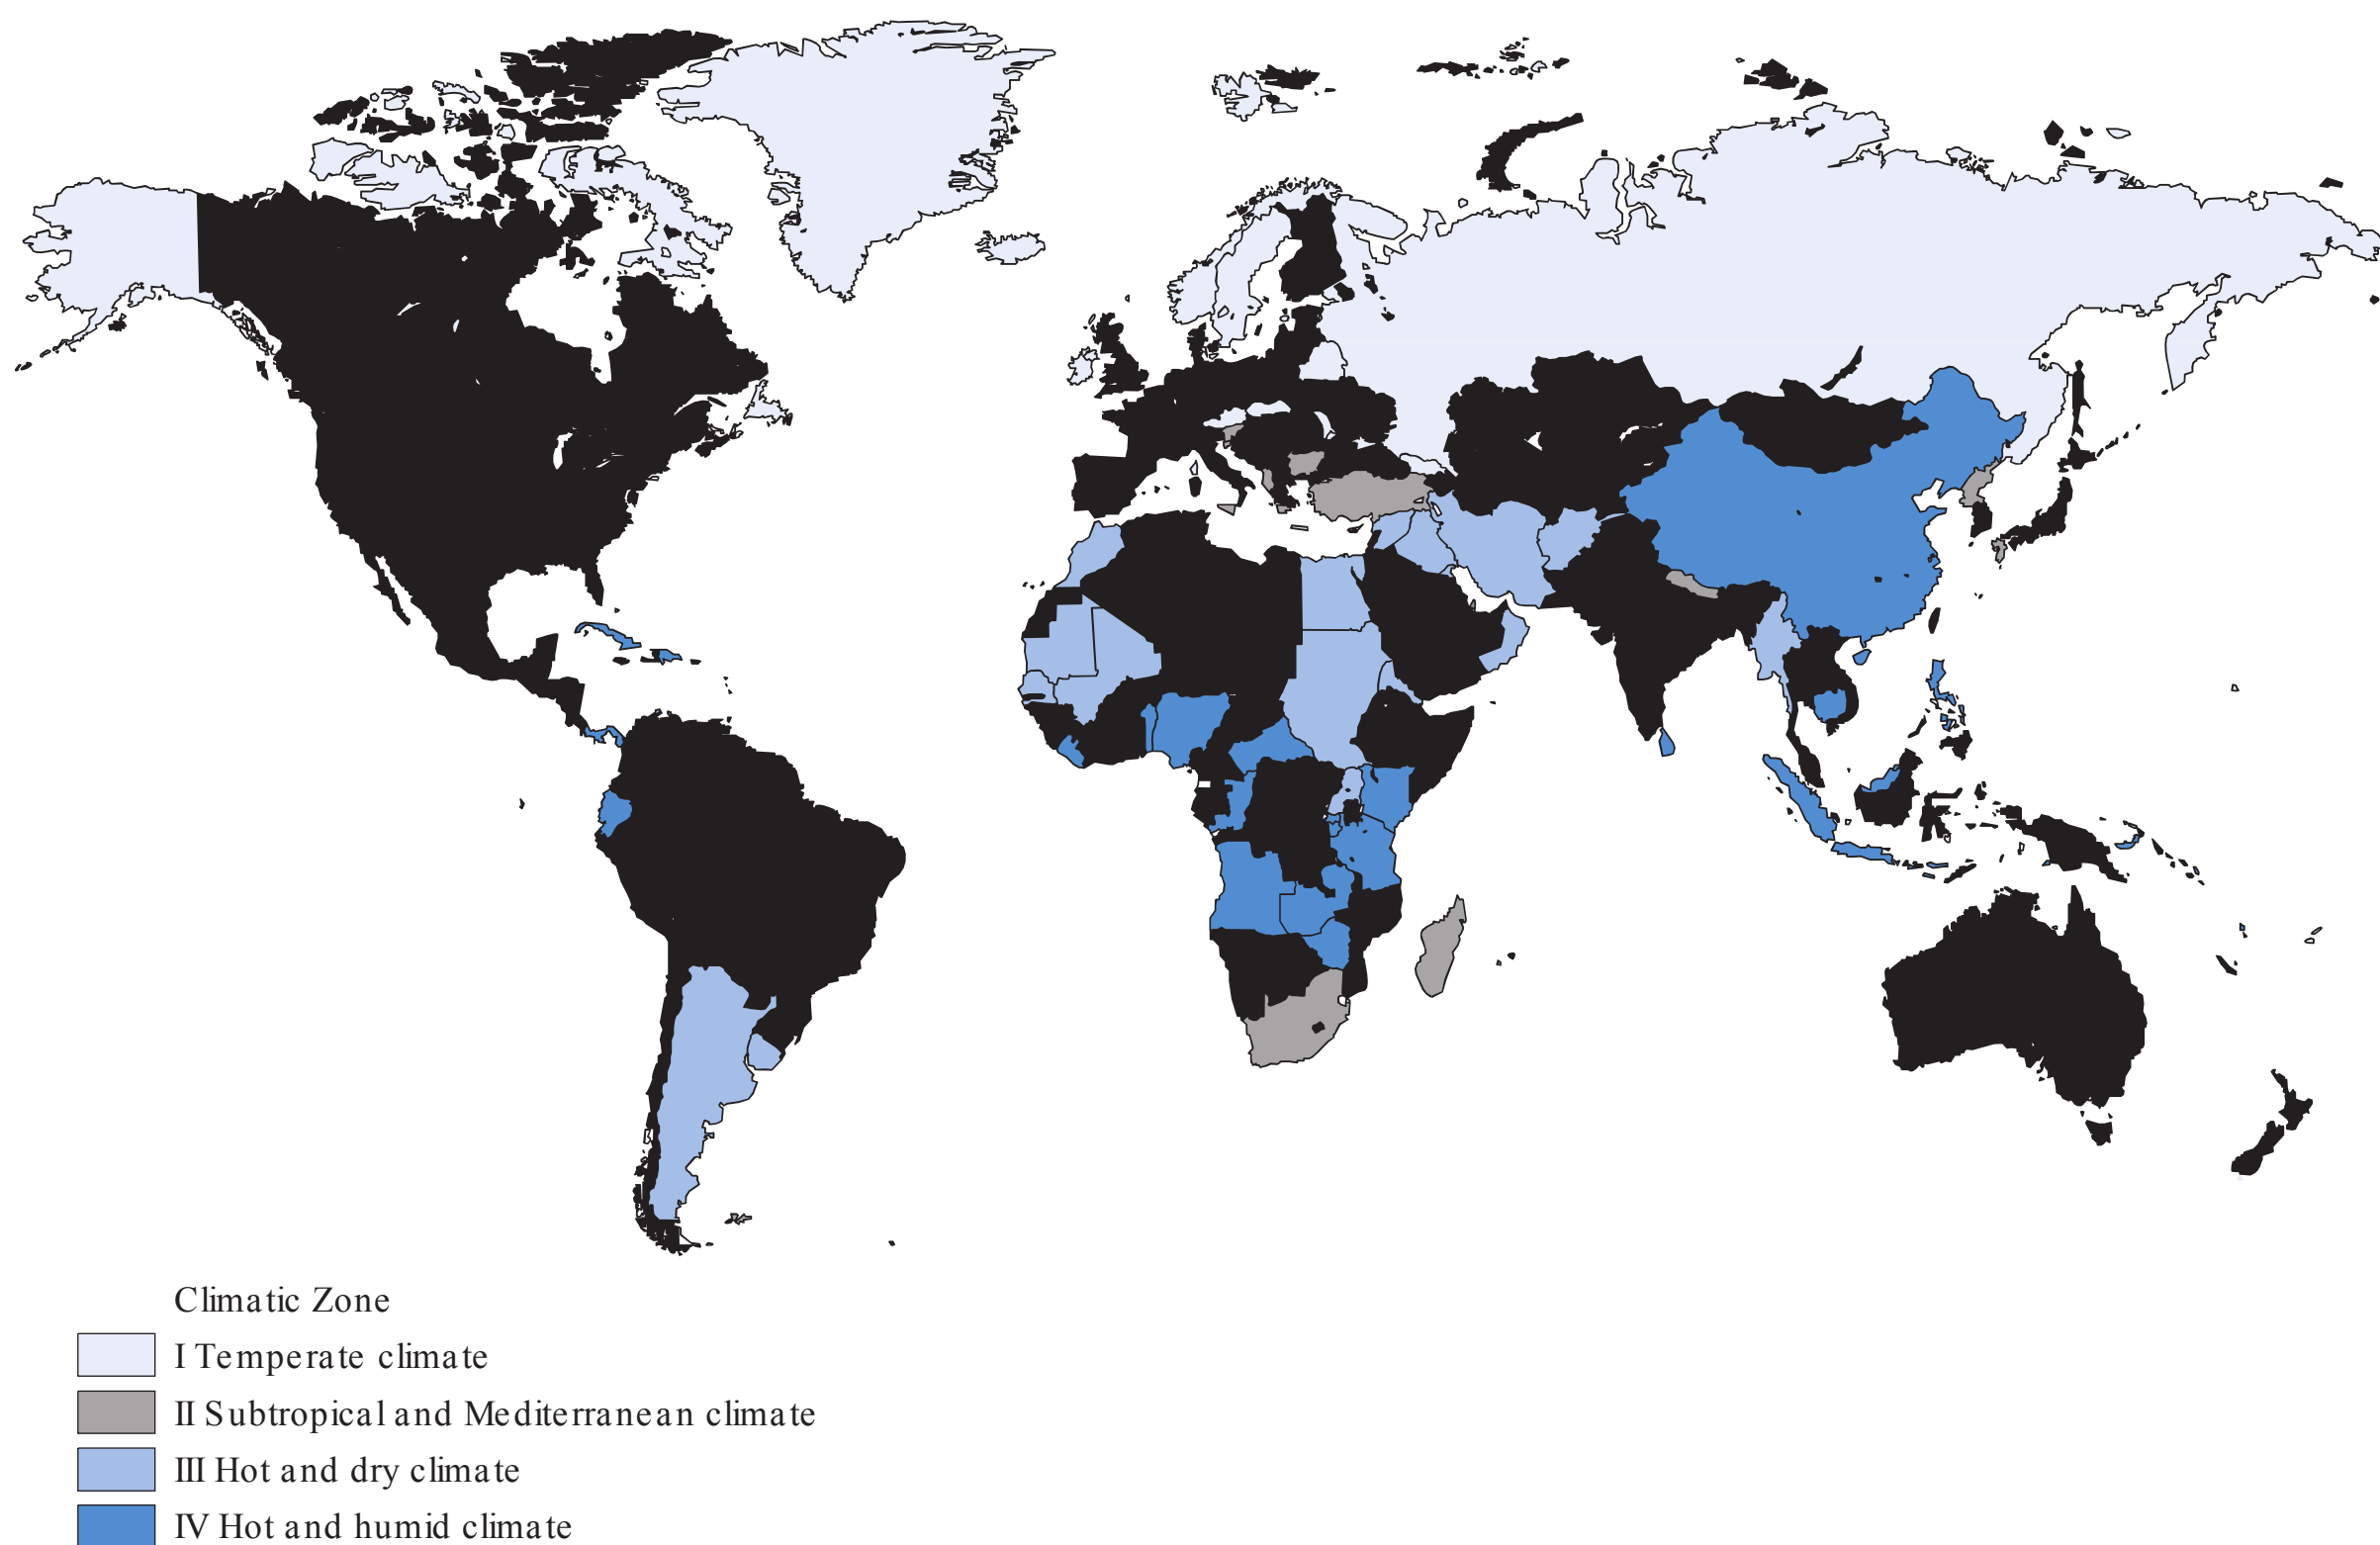 Climatic Zone
I Temperate climate
II Subtropical and Mediterranean climate
III Hot and dry climate
IV Hot and humid climate